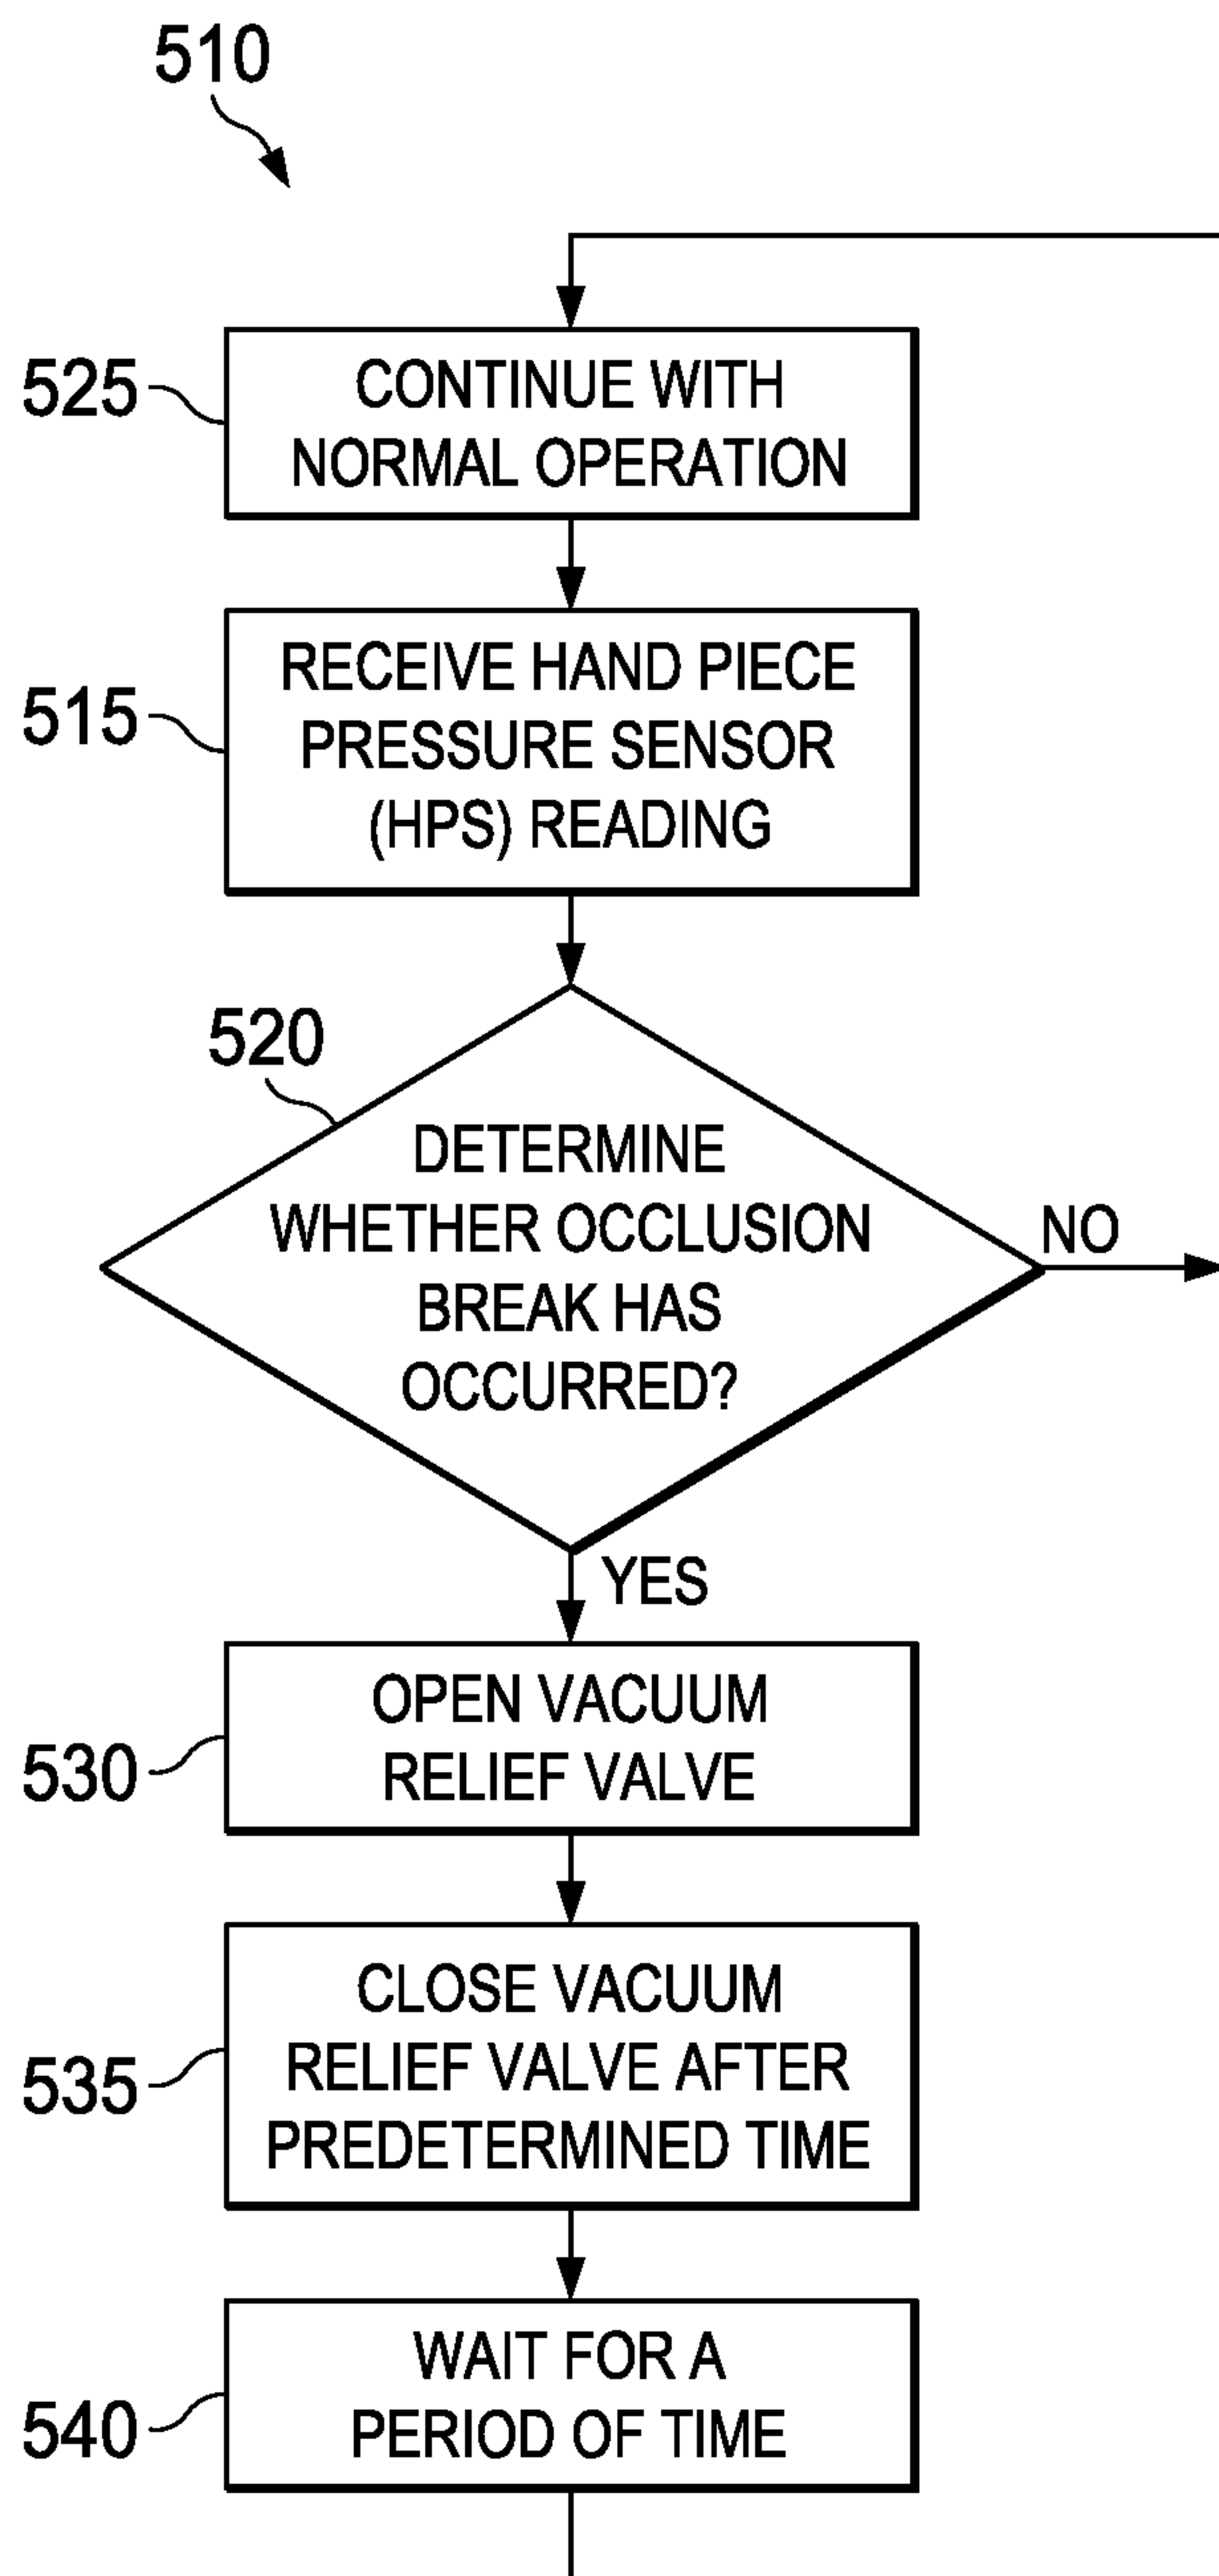 510
525
CONTINUE WITH
NORMAL OPERATION
515
RECEIVE HAND PIECE
PRESSURE SENSOR
(HPS) READING
520
DETERMINE
WHETHER OCCLUSION
BREAK HAS
OCCURRED?
NO
YES
530
OPEN VACUUM
RELIEF VALVE
535
CLOSE VACUUM
RELIEF VALVE AFTER
PREDETERMINED TIME
540
WAIT FOR A
PERIOD OF TIME